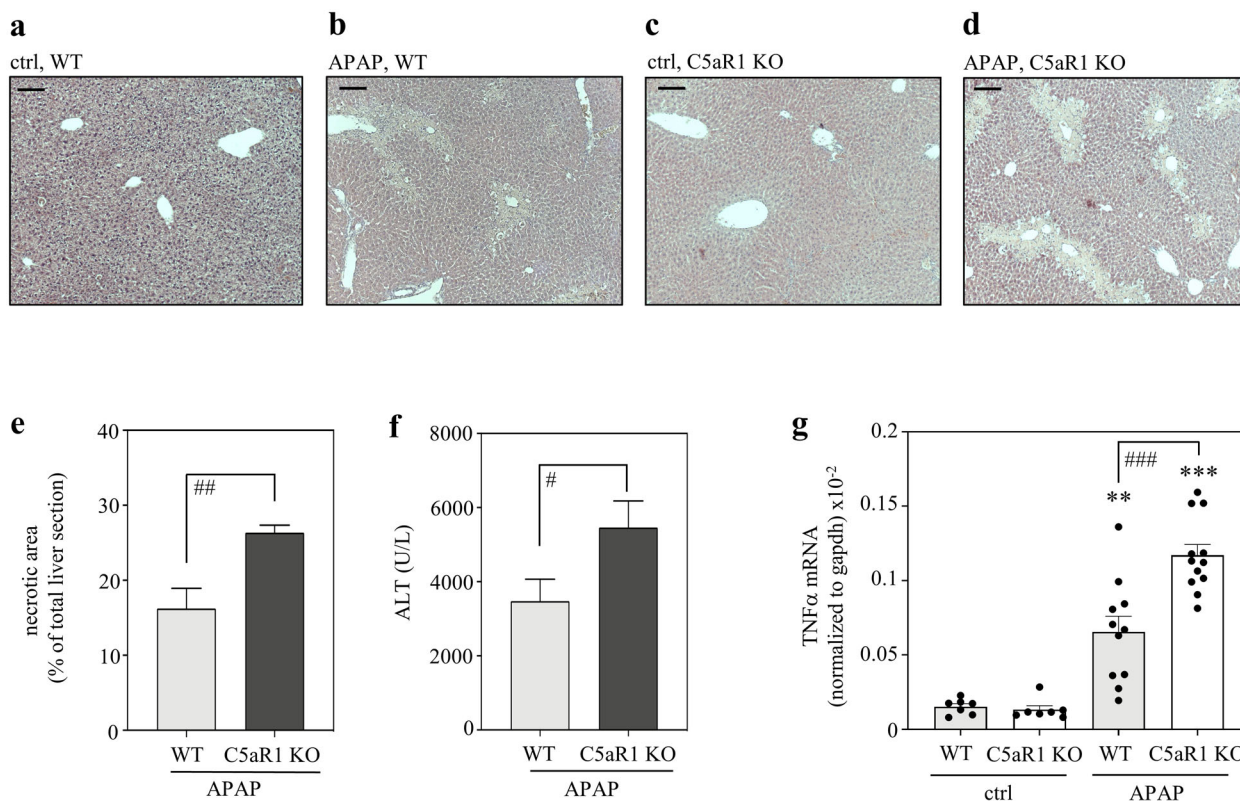 a
ctrl, WT
b
APAP, WT
c
ctrl, C5aR1 KO
d
APAP, C5aR1 KO
e
necrotic area
(% of total liver section)
40
30
20
10
0
##
WT
C5aR1 KO
APAP
f
ALT (U/L)
8000
6000
4000
2000
0
#
WT
C5aR1 KO
APAP
g
TNFα mRNA
(normalized to gapdh) x10⁻²
0.2
0.15
0.1
0.05
0
###
**
***
WT
C5aR1 KO
WT
C5aR1 KO
ctrl
APAP